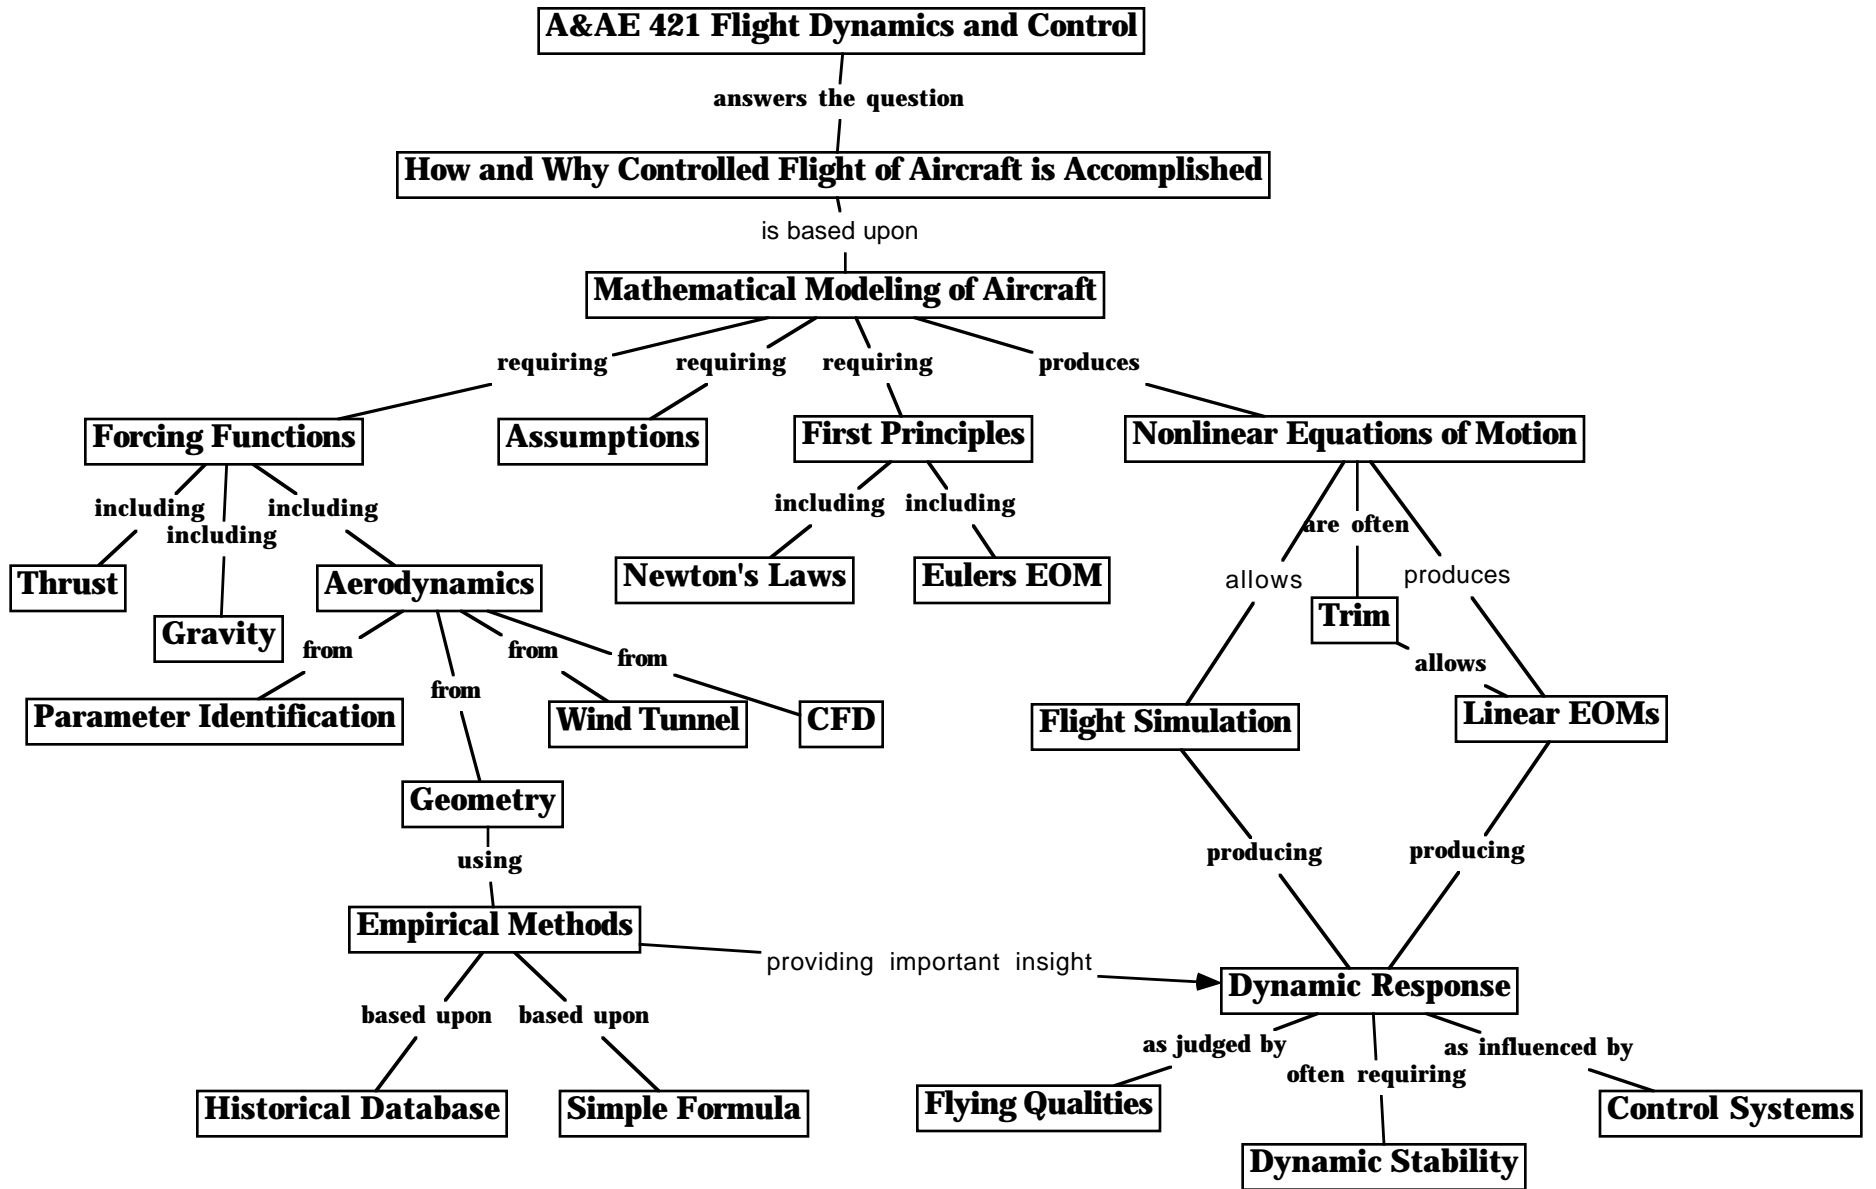 A&AE 421 Flight Dynamics and Control
answers the question
How and Why Controlled Flight of Aircraft is Accomplished
is based upon
Mathematical Modeling of Aircraft
requiring
requiring
requiring
produces
Forcing Functions
Assumptions
First Principles
Nonlinear Equations of Motion
including
including
including
including
including
are often
Thrust
Gravity
Aerodynamics
Newton's Laws
Eulers EOM
allows
produces
Trim
from
from
from
from
allows
Parameter Identification
Wind Tunnel
CFD
Flight Simulation
Linear EOMs
Geometry
using
producing
producing
Empirical Methods
providing important insight
Dynamic Response
based upon
based upon
as judged by
often requiring
as influenced by
Historical Database
Simple Formula
Flying Qualities
Control Systems
Dynamic Stability